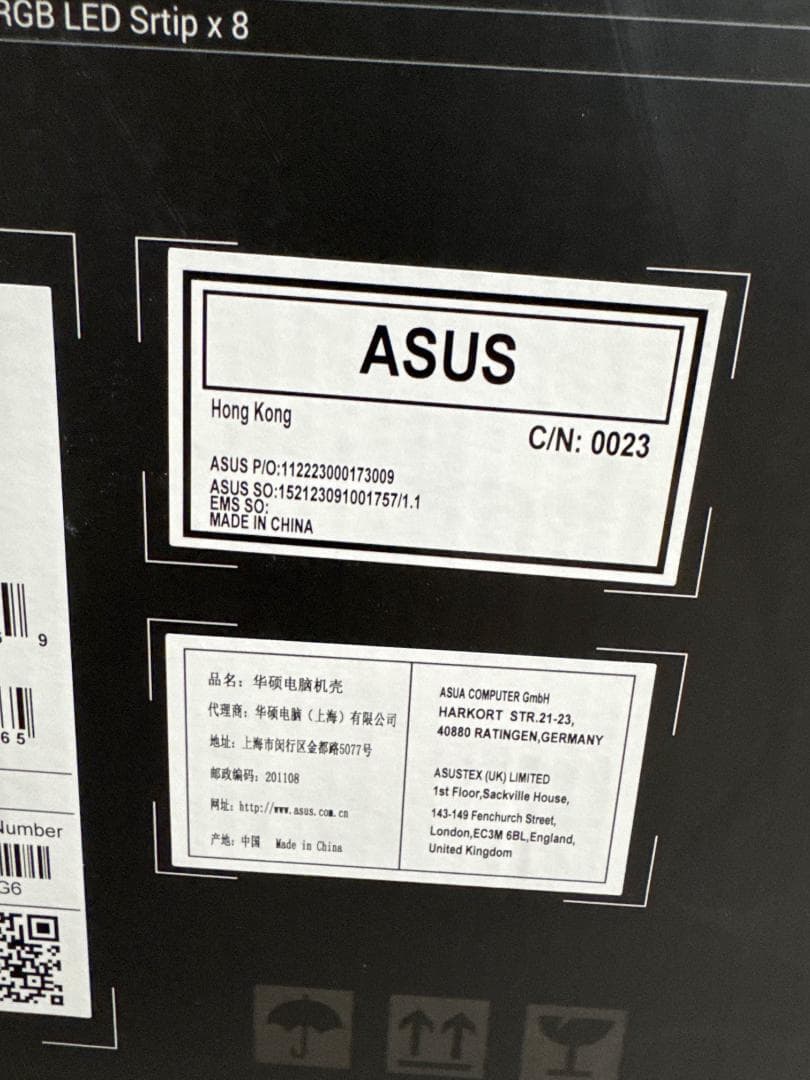 RGB LED Srtip x 8
ASUS
Hong Kong
C/N: 0023
ASUS P/O:112223000173009
ASUS SO:152123091001757/1.1
EMS SO:
MADE IN CHINA
9
65
Number
G6
品名：华硕电脑机壳
代理商：华硕电脑（上海）有限公司
地址：上海市闵行区金都路5077号
邮政编码：201108
网址：http://www.asus.com.cn
产地：中国 Made in China
ASUA COMPUTER GmbH
HARKORT STR.21-23,
40880 RATINGEN,GERMANY
ASUSTEX (UK) LIMITED
1st Floor,Sackville House,
143-149 Fenchurch Street,
London,EC3M 6BL,England,
United Kingdom